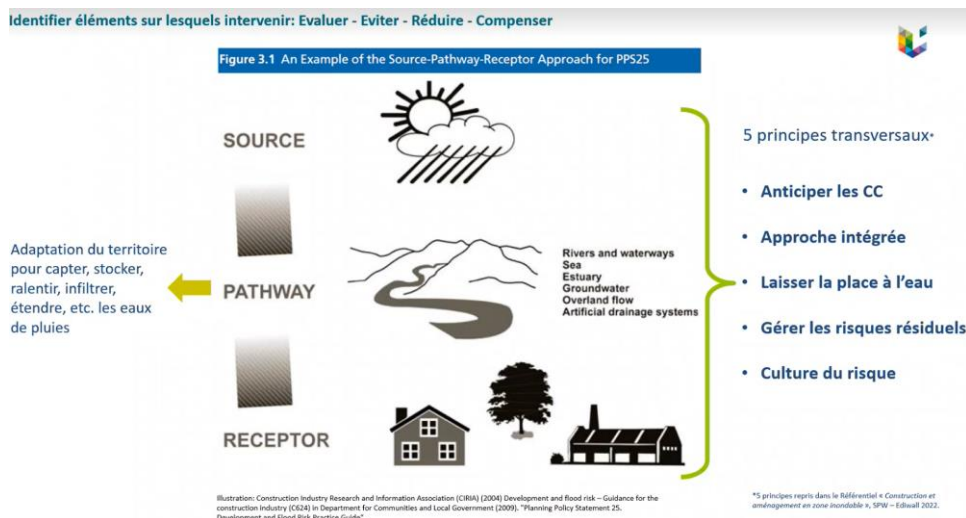 Identifier éléments sur lesquels intervenir: Evaluer - Eviter - Réduire - Compenser
Figure 3.1 An Example of the Source-Pathway-Receptor Approach for PPS25
SOURCE
PATHWAY
RECEPTOR
Adaptation du territoire
pour capter, stocker,
ralentir, infiltrer,
étendre, etc. les eaux
de pluies
Rivers and waterways
Sea
Estuary
Groundwater
Overland flow
Artificial drainage systems
5 principes transversaux*
• Anticiper les CC
• Approche intégrée
• Laisser la place à l'eau
• Gérer les risques résiduels
• Culture du risque
Illustration: Construction Industry Research and Information Association (CIRIA) (2004) Development and flood risk – Guidance for the
construction industry (C624) in Department for Communities and Local Government (2009). "Planning Policy Statement 25.
Development and Flood Risk Practice Guide"
*5 principes repris dans le Référentiel « Construction et
aménagement en zone inondable », SPW – Ediwall 2022.